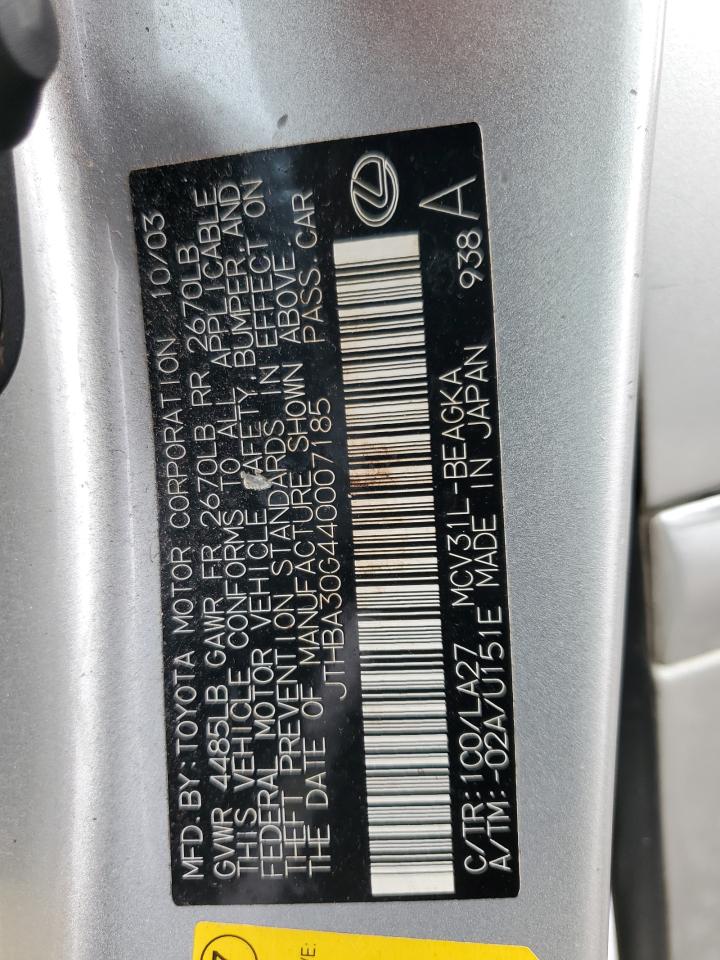 MFD. BY: TOYOTA MOTOR CORPORATION 10/03
GVWR 4485LB GAWR FR 2670LB RR 2670LB
THIS VEHICLE CONFORMS TO ALL APPLICABLE
FEDERAL MOTOR VEHICLE SAFETY, BUMPER, AND
THEFT PREVENTION STANDARDS IN EFFECT ON
THE DATE OF MANUFACTURE SHOWN ABOVE.
JTHBA30G440007185 PASS. CAR
C/TR: 1C0/LA27 MCV31L-BEAGKA 938 A
A/TM: -02A/U151E MADE IN JAPAN